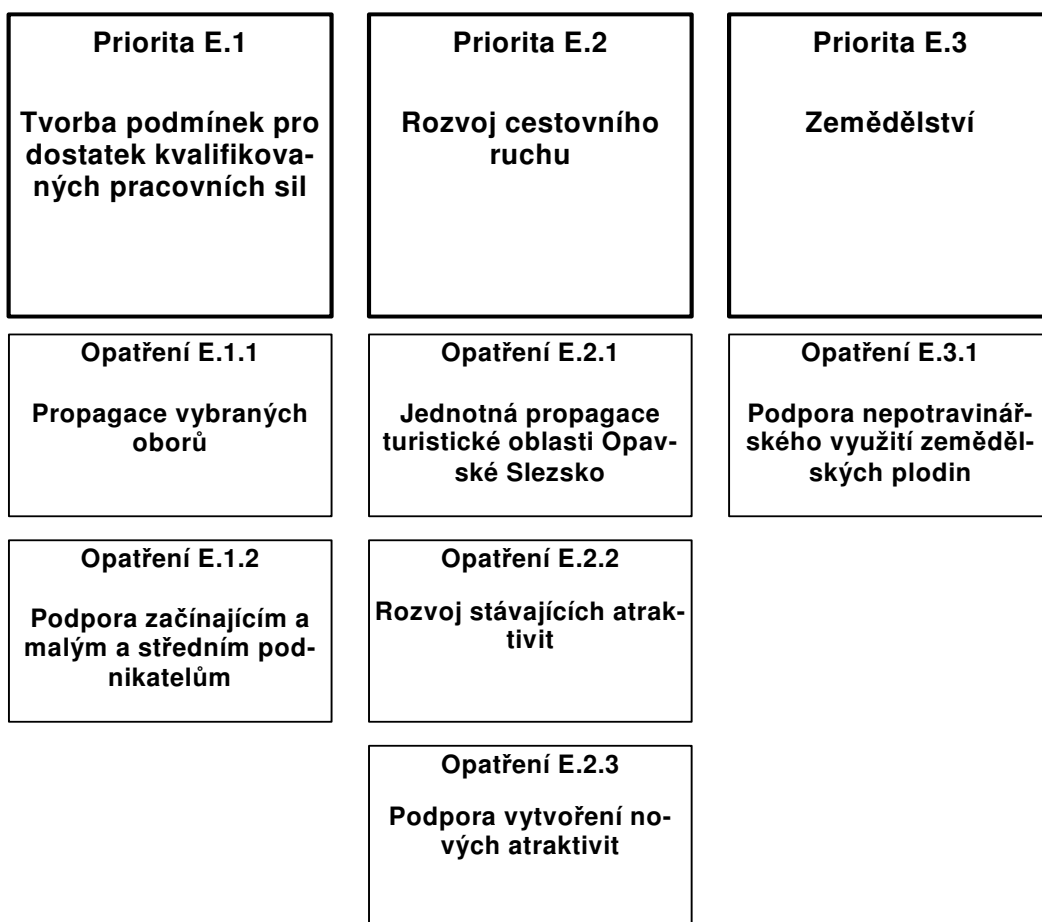 Priorita E.1
Tvorba podmínek pro
dostatek kvalifikova-
ných pracovních sil
Priorita E.2
Rozvoj cestovního
ruchu
Priorita E.3
Zemědělství
Opatření E.1.1
Propagace vybraných
oborů
Opatření E.2.1
Jednotná propagace
turistické oblasti Opav-
ské Slezsko
Opatření E.3.1
Podpora nepotravinář-
ského využití zeměděl-
ských plodin
Opatření E.1.2
Podpora začínajícím a
malým a středním pod-
nikatelům
Opatření E.2.2
Rozvoj stávajících atrak-
tivit
Opatření E.2.3
Podpora vytvoření no-
vých atraktivit